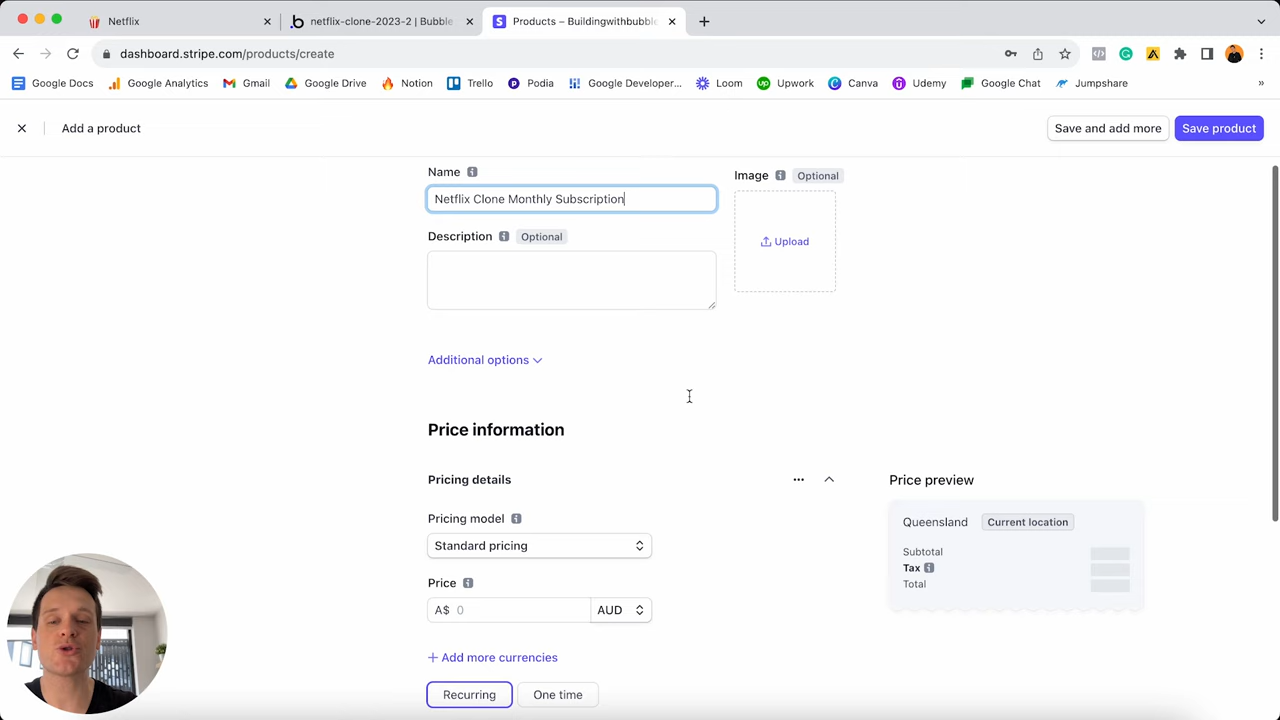 Netflix
netflix-clone-2023-2 | Bubble
Products – Buildingwithbubble
dashboard.stripe.com/products/create
Google Docs
Google Analytics
Gmail
Google Drive
Notion
Trello
Podia
Google Developer...
Loom
Upwork
Canva
Udemy
Google Chat
Jumpshare
»
Add a product
Save and add more
Save product
Name
Image Optional
Netflix Clone Monthly Subscription
Description Optional
Upload
Additional options
Price information
Pricing details
Price preview
Pricing model
Queensland Current location
Standard pricing
Subtotal
Tax
Price
Total
A$ 0 AUD
+ Add more currencies
Recurring One time